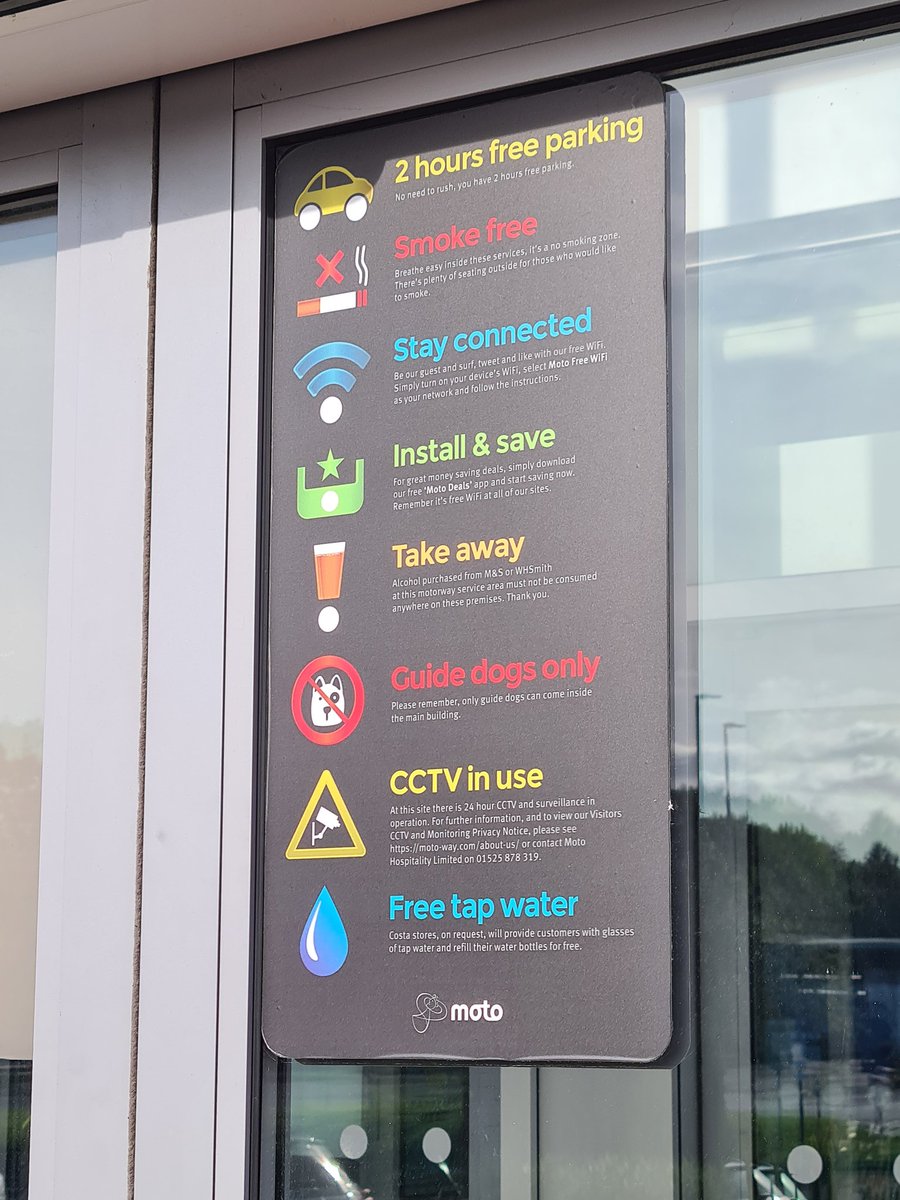 2 hours free parking
No need to rush, you have 2 hours free parking.
Smoke free
Breathe easy inside these services, it's a no smoking zone.
There's plenty of seating outside for those who would like
to smoke.
Stay connected
Be our guest and surf, tweet and like with our free WiFi.
Simply turn on your device's WiFi, select Moto Free WiFi
as your network and follow the instructions.
Install & save
For great money saving deals, simply download
our free 'Moto Deals' app and start saving now.
Remember it's free WiFi at all of our sites.
Take away
Alcohol purchased from M&S or WHSmith
at this motorway service area must not be consumed
anywhere on these premises. Thank you.
Guide dogs only
Please remember, only guide dogs can come inside
the main building.
CCTV in use
At this site there is 24 hour CCTV and surveillance in
operation. For further information, and to view our Visitors
CCTV and Monitoring Privacy Notice, please see
https://moto-way.com/about-us/ or contact Moto
Hospitality Limited on 01525 878 319.
Free tap water
Costa stores, on request, will provide customers with glasses
of tap water and refill their water bottles for free.
moto